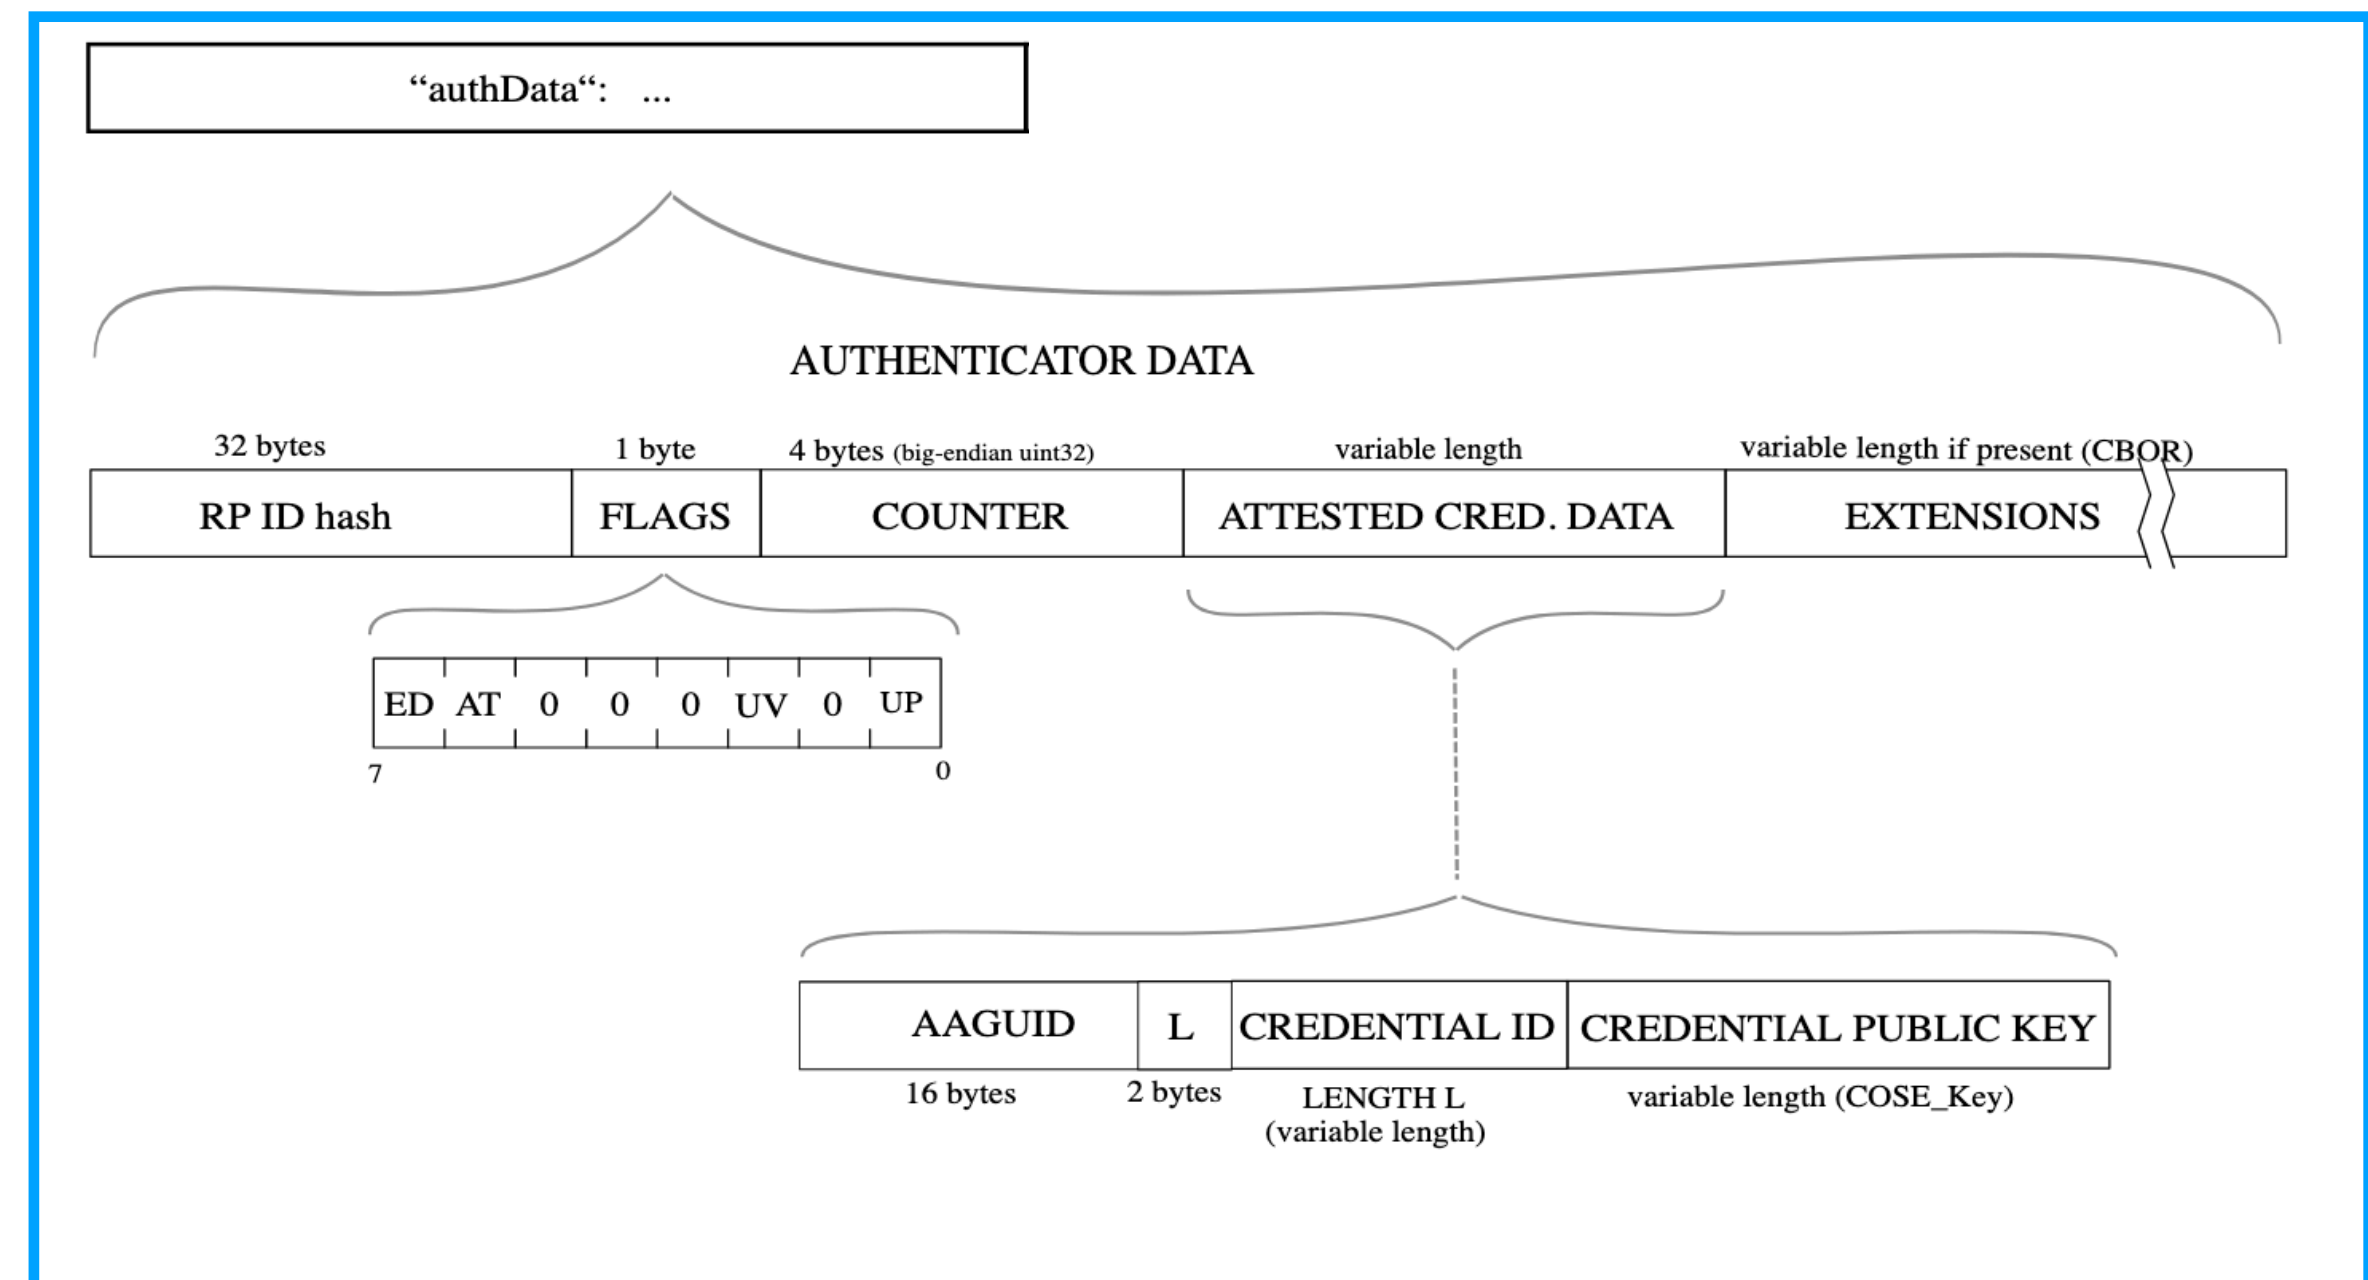 “authData“: ...
AUTHENTICATOR DATA
32 bytes 1 byte 4 bytes (big-endian uint32) variable length variable length if present (CBOR)
RP ID hash FLAGS COUNTER ATTESTED CRED. DATA EXTENSIONS
ED AT 0 0 0 UV 0 UP
7 0
AAGUID L CREDENTIAL ID CREDENTIAL PUBLIC KEY
16 bytes 2 bytes LENGTH L variable length (COSE_Key)
(variable length)